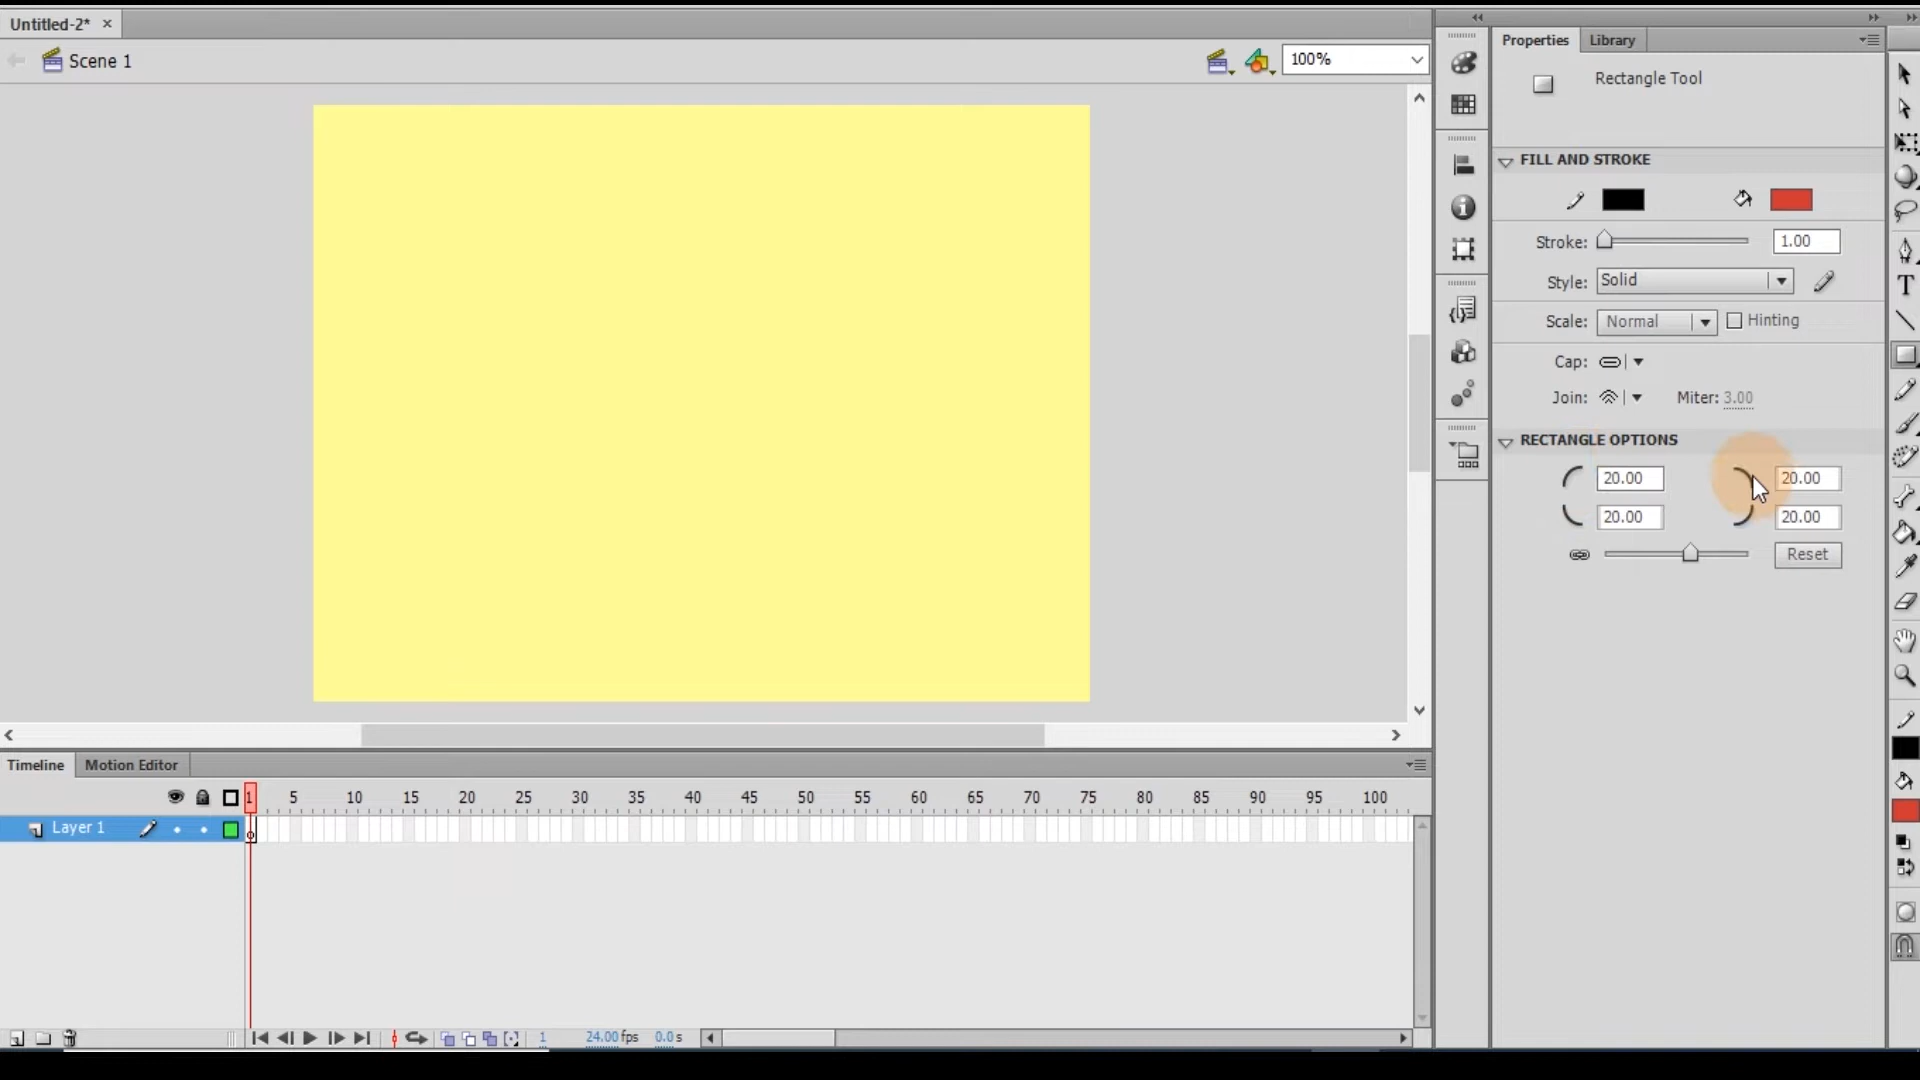 Untitled-2*
Scene 1
100%
Properties
Library
Rectangle Tool
FILL AND STROKE
Stroke: 1.00
Style: Solid
Scale: Normal Hinting
Cap:
Join: Miter: 3.00
RECTANGLE OPTIONS
20.00 20.00
20.00 20.00
Reset
Timeline Motion Editor
1 5 10 15 20 25 30 35 40 45 50 55 60 65 70 75 80 85 90 95 100
Layer 1
1 24.00 fps 0.0 s